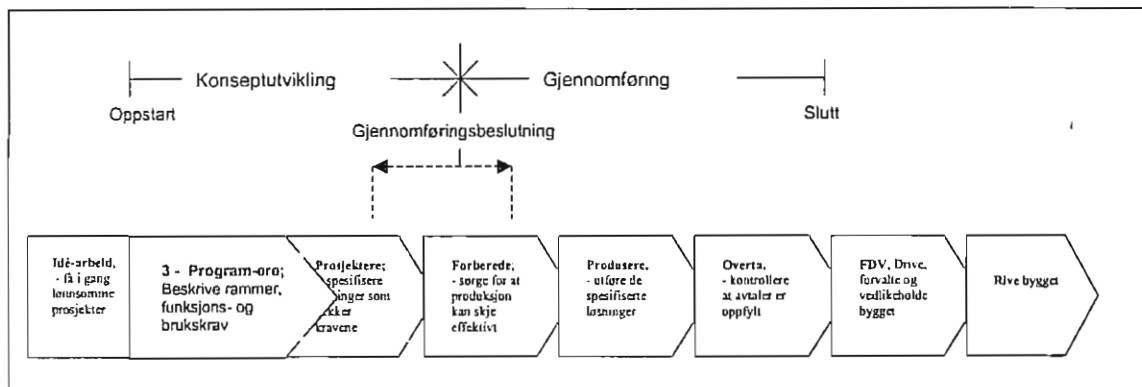 Konseptutvikling
Gjennomføring
Oppstart
Slutt
Gjennomføringsbeslutning
Idé-arbeid,
- få i gang
lønnsomme
prosjekter
3 - Program-
Beskrive rammer,
funksjons- og
brukskrav
Prosjektere;
spesifisere
som
kravene
Forberede;
- sørge for at
produksjon
kan skje
effektivt
Produsere,
- utføre de
spesifiserte
løsninger
Overta,
- kontrollere
at avtaler er
oppfylt
FDV, Drive,
forvalte og
vedlikeholde
bygget
Rive bygget